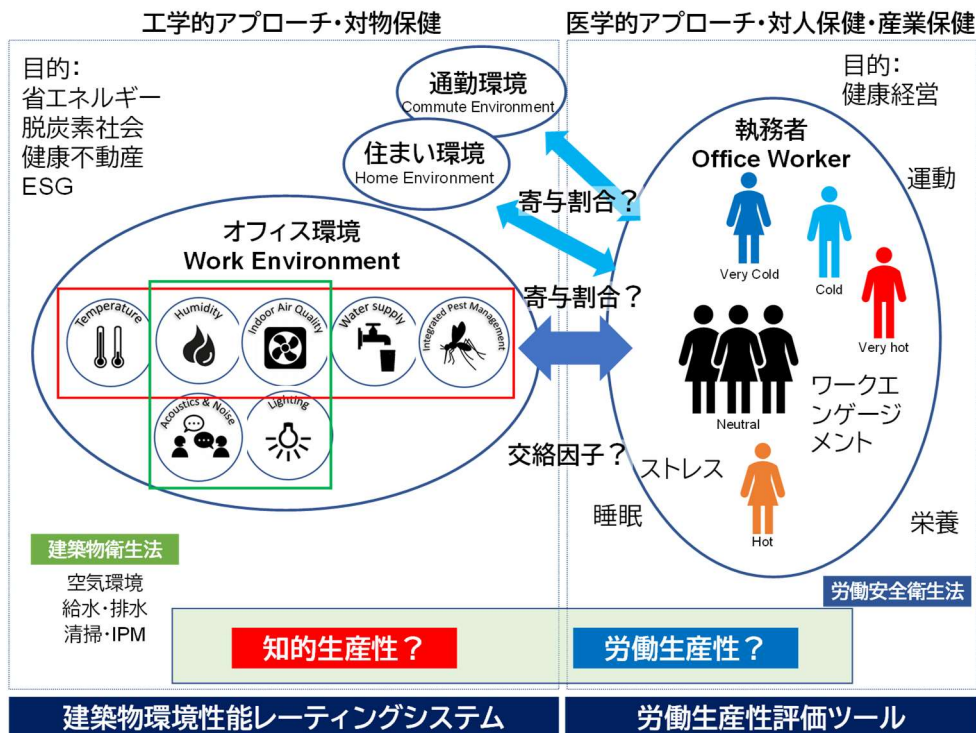 工学的アプローチ・対物保健
医学的アプローチ・対人保健・産業保健
目的：
省エネルギー
脱炭素社会
健康不動産
ESG
通勤環境
Commute Environment
住まい環境
Home Environment
オフィス環境
Work Environment
Temperature
Humidity
Indoor Air Quality
Water supply
Integrated Pest Management
Acoustics & Noise
Lighting
建築物衛生法
空気環境
給水・排水
清掃・IPM
寄与割合？
寄与割合？
交絡因子？
目的：
健康経営
執務者
Office Worker
運動
Very Cold
Cold
Very hot
Neutral
ワークエ
ンゲージ
メント
ストレス
睡眠
Hot
栄養
労働安全衛生法
知的生産性？
労働生産性？
建築物環境性能レーティングシステム
労働生産性評価ツール